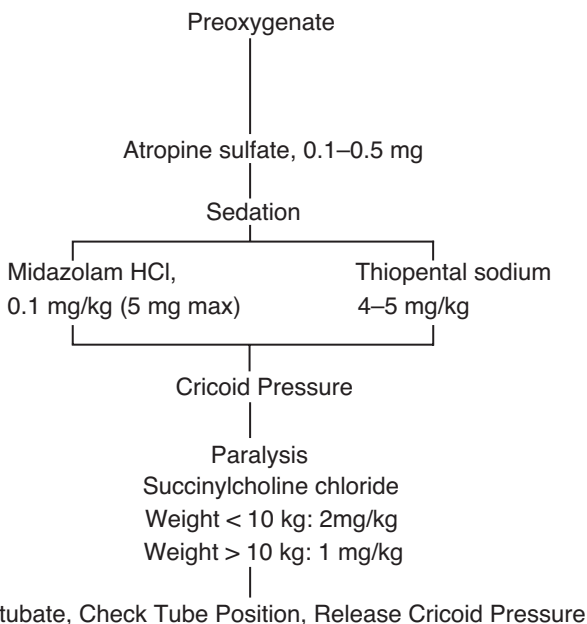 Preoxygenate
Atropine sulfate, 0.1–0.5 mg
Sedation
Midazolam HCl,
0.1 mg/kg (5 mg max)
Thiopental sodium
4–5 mg/kg
Cricoid Pressure
Paralysis
Succinylcholine chloride
Weight < 10 kg: 2mg/kg
Weight > 10 kg: 1 mg/kg
tubate, Check Tube Position, Release Cricoid Pressure